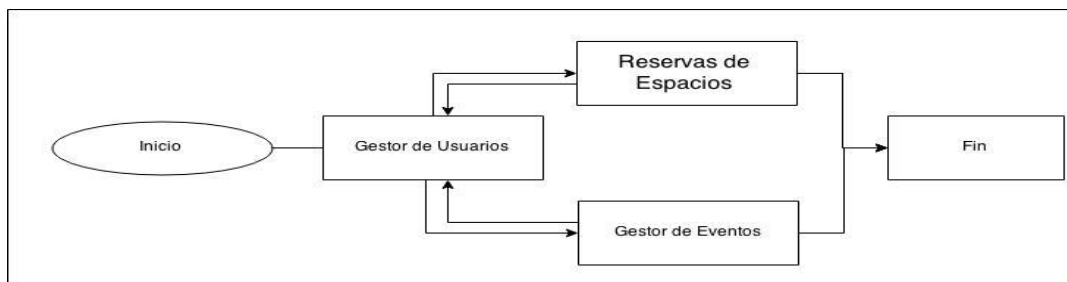 Inicio
Gestor de Usuarios
Reservas de
Espacios
Gestor de Eventos
Fin